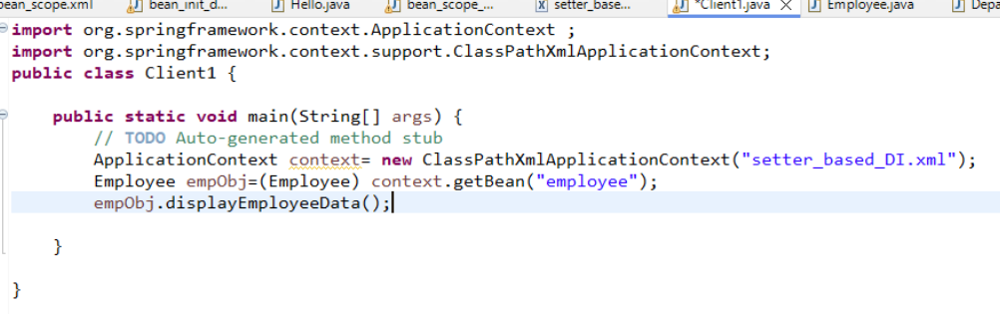 bean_scope.xml bean_init_d... Hello.java bean_scope_... setter_base... *Client1.java Employee.java Depa
import org.springframework.context.ApplicationContext ;
import org.springframework.context.support.ClassPathXmlApplicationContext;
public class Client1 {
public static void main(String[] args) {
// TODO Auto-generated method stub
ApplicationContext context= new ClassPathXmlApplicationContext("setter_based_DI.xml");
Employee empObj=(Employee) context.getBean("employee");
empObj.displayEmployeeData();
}
}